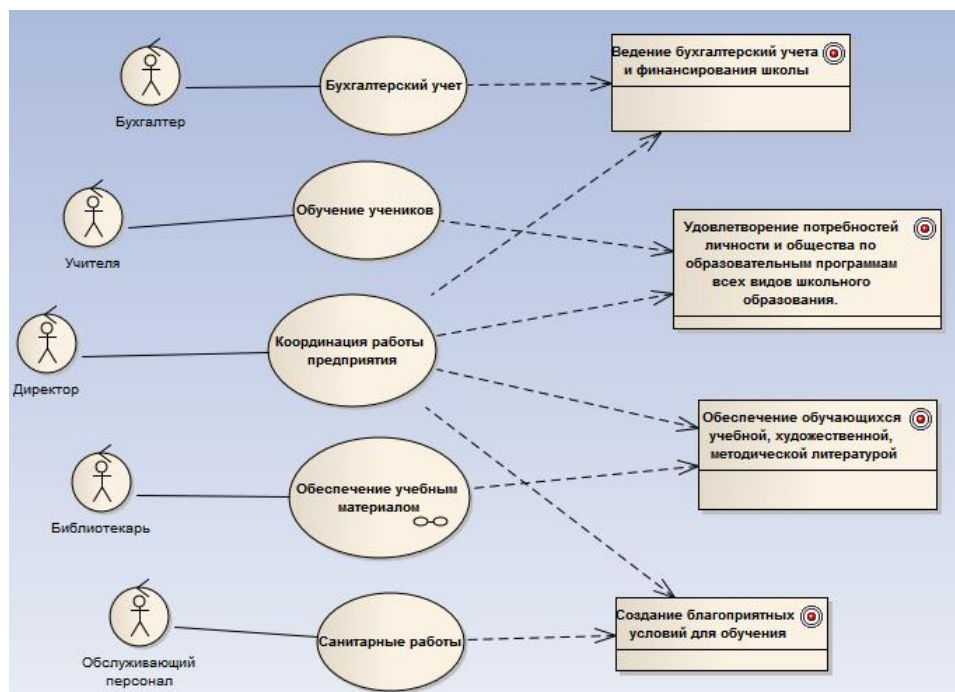 Бухгалтер
Бухгалтерский учет
Ведение бухгалтерский учета
и финансирования школы
Учителя
Обучение учеников
Удовлетворение потребностей
личности и общества по
образовательным программам
всех видов школьного
образования.
Директор
Координация работы
предприятия
Обеспечение обучающихся
учебной, художественной,
методической литературой
Библиотекарь
Обеспечение учебным
материалом
Обслуживающий
персонал
Санитарные работы
Создание благоприятных
условий для обучения